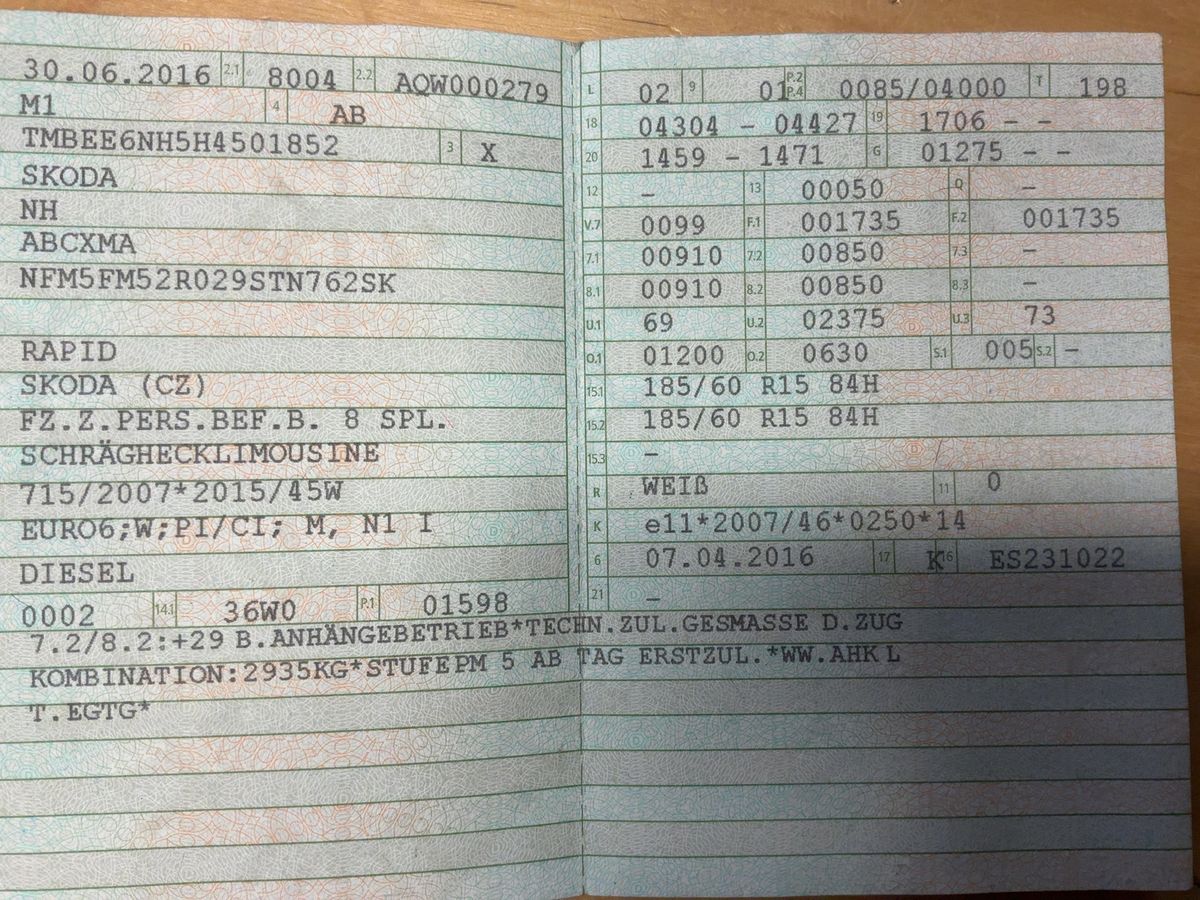 30.06.2016 2.1 8004 2.2 AQW000279
M1 4 AB
TMBEE6NH5H4501852 3 X
SKODA
NH
ABCXMA
NFM5FM52R029STN762SK
RAPID
SKODA (CZ)
FZ.Z.PERS.BEF.B. 8 SPL.
SCHRÄGHECKLIMOUSINE
715/2007*2015/45W
EURO6;W;PI/CI; M, N1 I
DIESEL
0002 14.1 36W0 P.1 01598
L 02 9 01 P.2 P.4 0085/04000 T 198
18 04304 - 04427 19 1706 - -
20 1459 - 1471 G 01275 - -
12 - 13 00050 Q -
V.7 0099 F.1 001735 F.2 001735
7.1 00910 7.2 00850 7.3 -
8.1 00910 8.2 00850 8.3 -
U.1 69 U.2 02375 U.3 73
O.1 01200 O.2 0630 S.1 005 S.2 -
15.1 185/60 R15 84H
15.2 185/60 R15 84H
15.3 -
R WEIß 11 0
K e11*2007/46*0250*14
6 07.04.2016 17 K 16 ES231022
21 -
7.2/8.2:+29 B.ANHÄNGEBETRIEB*TECHN.ZUL.GESMASSE D.ZUG
KOMBINATION:2935KG*STUFEPM 5 AB TAG ERSTZUL.*WW.AHK L
T.EGTG*